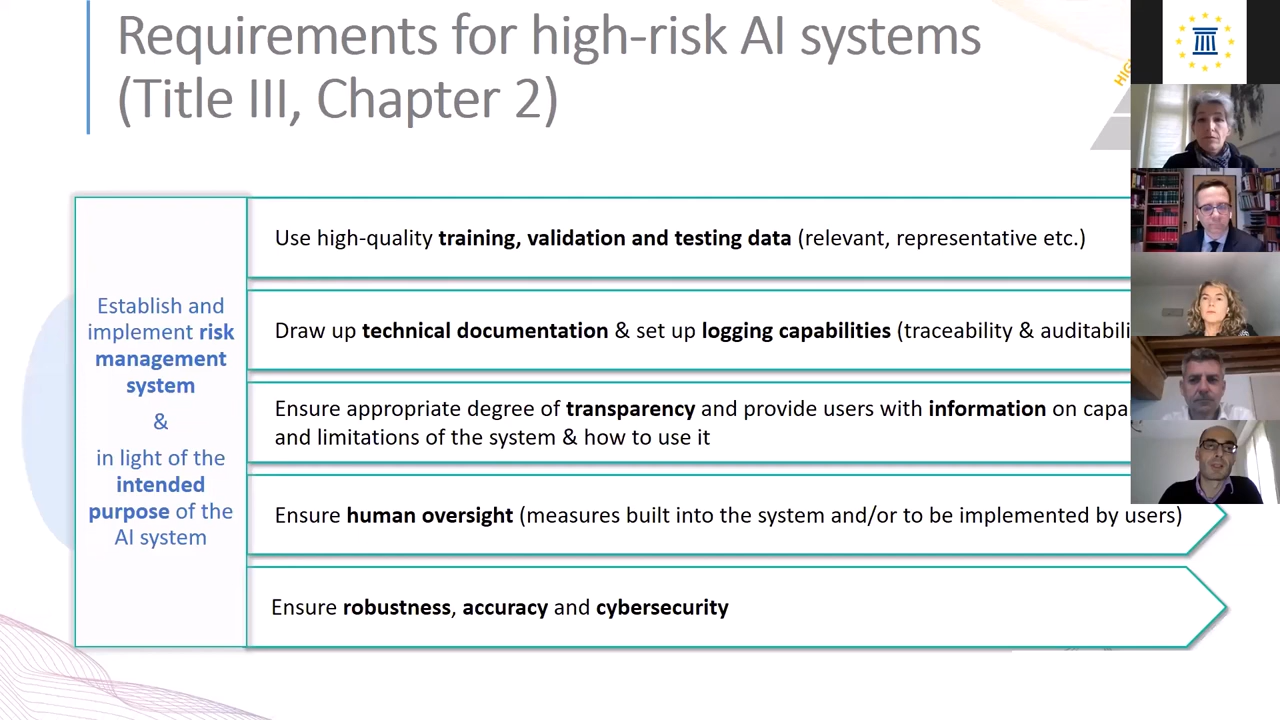 Requirements for high-risk AI systems
(Title III, Chapter 2)
Establish and
implement risk
management
system
&
in light of the
intended
purpose of the
AI system
Use high-quality training, validation and testing data (relevant, representative etc.)
Draw up technical documentation & set up logging capabilities (traceability & auditabili
Ensure appropriate degree of transparency and provide users with information on capa
and limitations of the system & how to use it
Ensure human oversight (measures built into the system and/or to be implemented by users)
Ensure robustness, accuracy and cybersecurity